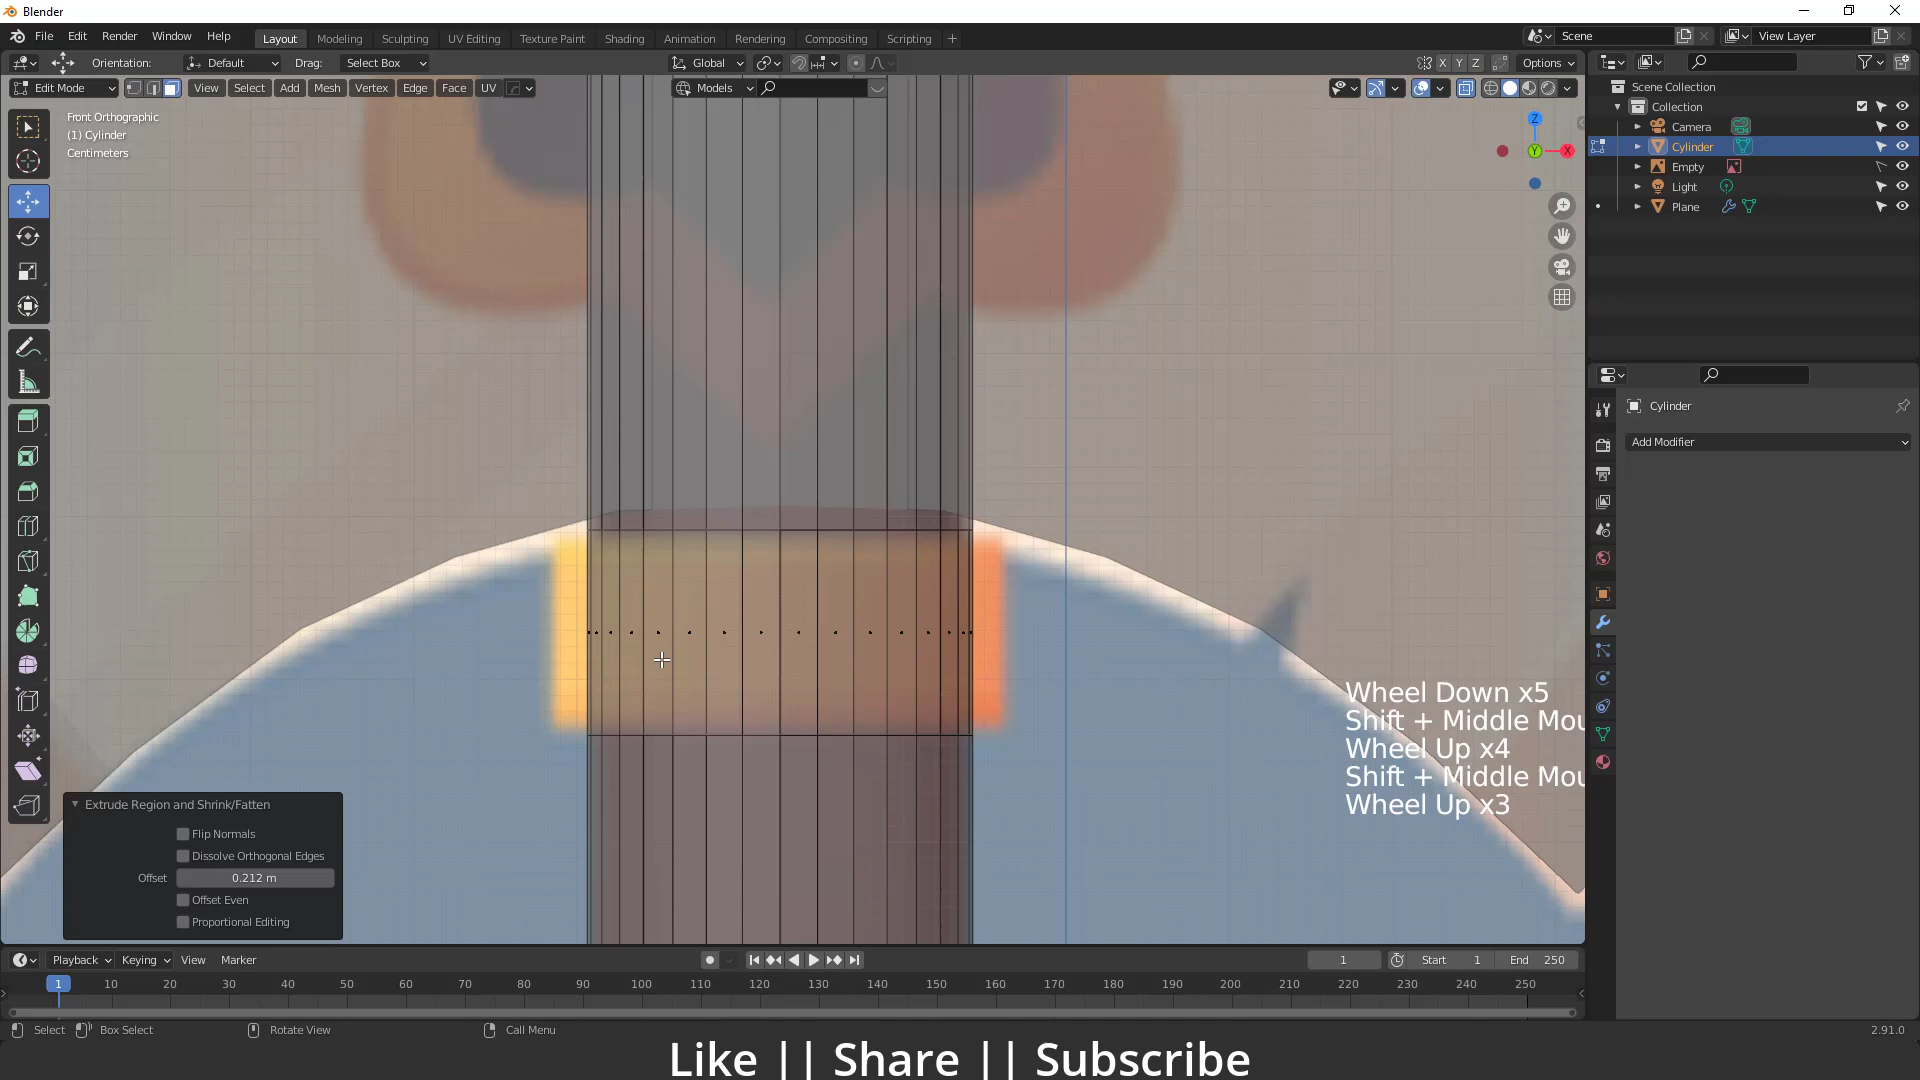 Blender
File Edit Render Window Help
Layout Modeling Sculpting UV Editing Texture Paint Shading Animation Rendering Compositing Scripting
Scene View Layer
Orientation: Default Drag: Select Box Global X Y Z Options
Edit Mode View Select Add Mesh Vertex Edge Face UV Models
Front Orthographic
(1) Cylinder
Centimeters
Z
Y X
Scene Collection
Collection
Camera
Cylinder
Empty
Light
Plane
Cylinder
Add Modifier
Wheel Down x5
Shift + Middle Mou
Wheel Up x4
Shift + Middle Mou
Wheel Up x3
Extrude Region and Shrink/Fatten
Flip Normals
Dissolve Orthogonal Edges
Offset 0.212 m
Offset Even
Proportional Editing
Playback Keying View Marker 1 Start 1 End 250
1 10 20 30 40 50 60 70 80 90 100 110 120 130 140 150 160 170 180 190 200 210 220 230 240 250
Select Box Select Rotate View Call Menu 2.91.0
Like || Share || Subscribe